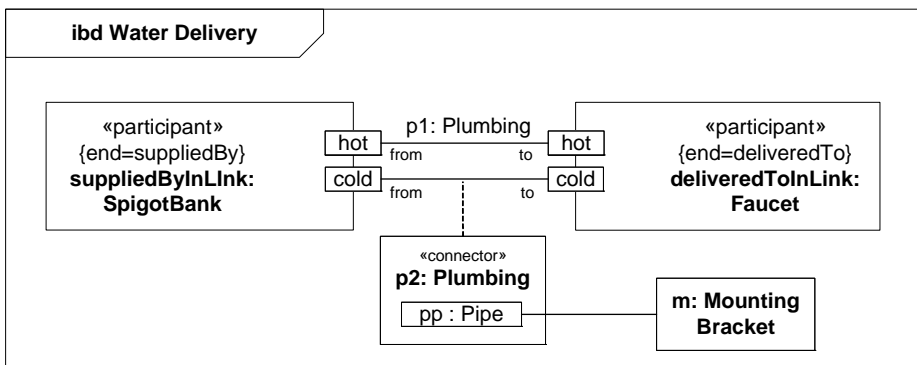 ibd Water Delivery
«participant»
{end=suppliedBy}
suppliedByInLInk:
SpigotBank
hot
cold
p1: Plumbing
from
to
from
to
hot
cold
«participant»
{end=deliveredTo}
deliveredToInLink:
Faucet
«connector»
p2: Plumbing
pp : Pipe
m: Mounting
Bracket